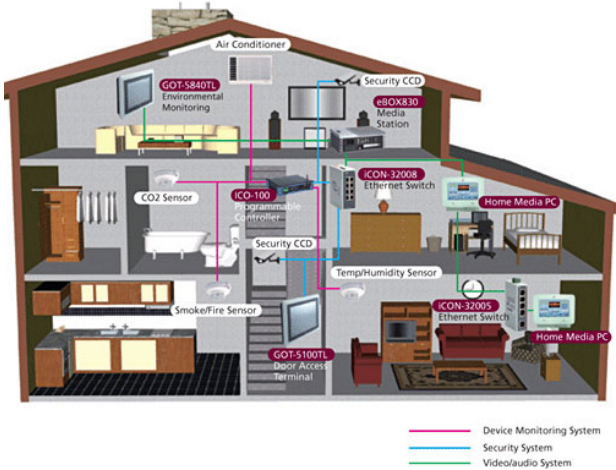 Air Conditioner
GOT-5840TL
Environmental
Monitoring
Security CCD
eBOX830
Media
Station
iCON-32008
Ethernet Switch
CO2 Sensor
ICO-100
Programmable
Controller
Home Media PC
Security CCD
Temp/Humidity Sensor
Smoke/Fire Sensor
iCON-32005
Ethernet Switch
Home Media PC
GOT-5100TL
Door Access
Terminal
Device Monitoring System
Security System
Video/audio System